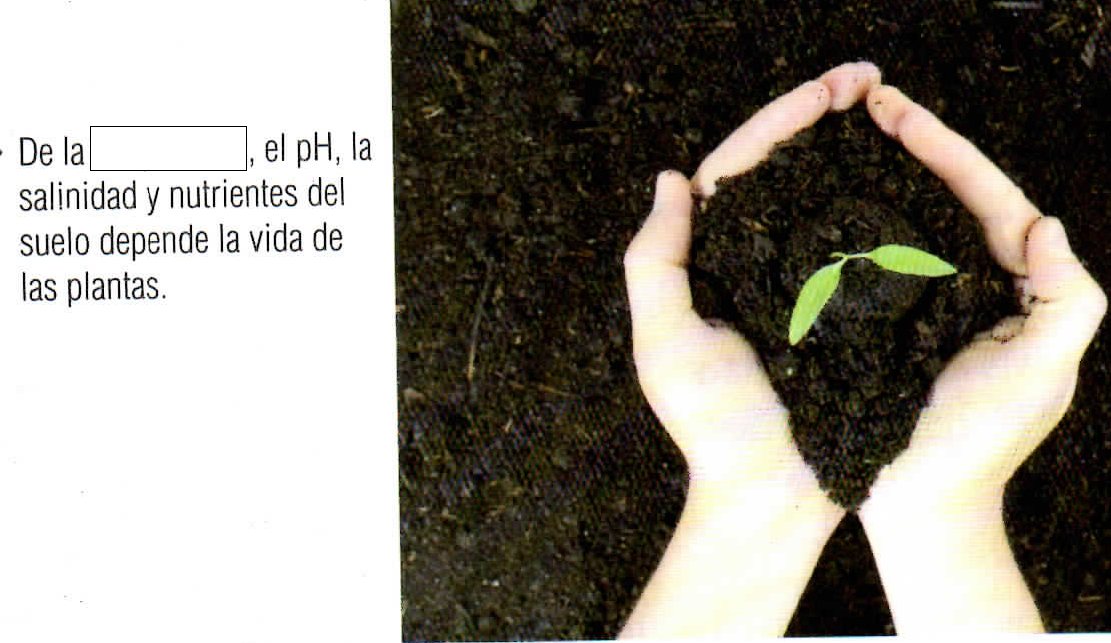 De la , el pH, la
salinidad y nutrientes del
suelo depende la vida de
las plantas.